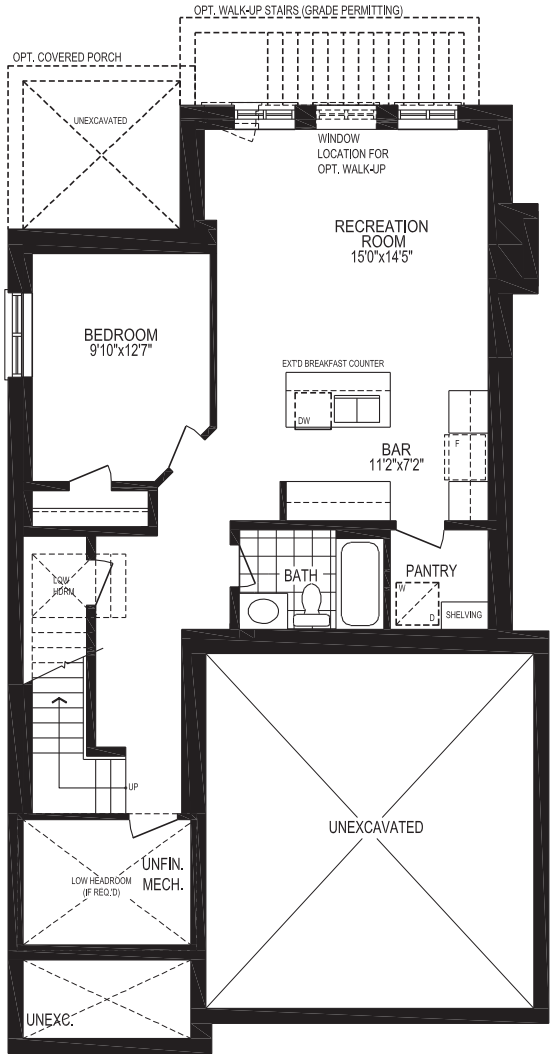 OPT. WALK-UP STAIRS (GRADE PERMITTING)
OPT. COVERED PORCH
UNEXCAVATED
WINDOW
LOCATION FOR
OPT. WALK-UP
RECREATION
ROOM
15'0"x14'5"
BEDROOM
9'10"x12'7"
EXT'D BREAKFAST COUNTER
DW
BAR
11'2"x7'2"
F
LOW
HDRM.
BATH
PANTRY
W
D
SHELVING
UP
UNEXCAVATED
UNFIN.
MECH.
LOW HEADROOM
(IF REQ.'D)
UNEXC.